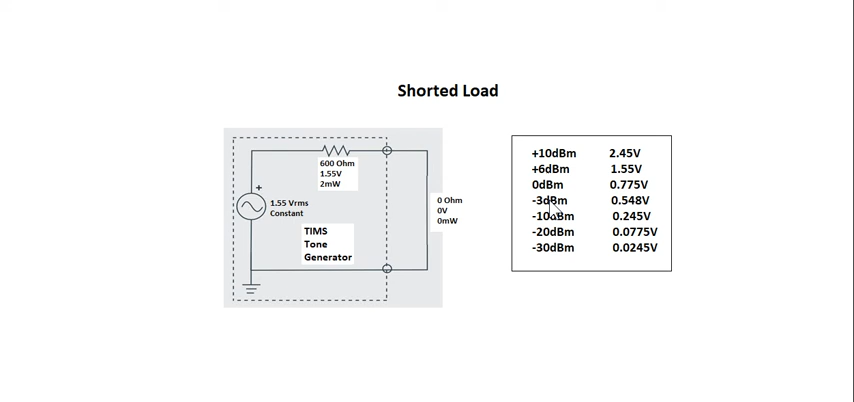 Shorted Load
600 Ohm
1.55V
2mW
+
1.55 Vrms
Constant
TIMS
Tone
Generator
0 Ohm
0V
0mW
+10dBm 2.45V
+6dBm 1.55V
0dBm 0.775V
-3dBm 0.548V
-10dBm 0.245V
-20dBm 0.0775V
-30dBm 0.0245V